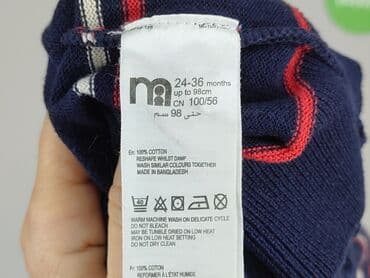 24-36 months
up to 98cm
CN 100/56
حتى 98 سم
En: 100% COTTON
RESHAPE WHILST DAMP
WASH SIMILAR COLOURS TOGETHER
MADE IN BANGLADESH
40
WARM MACHINE WASH ON DELICATE CYCLE
DO NOT BLEACH
MAY BE TUMBLE DRIED ON LOW HEAT
IRON ON LOW HEAT SETTING
DO NOT DRY CLEAN
Fr: 100% COTON
REFORMER À L'ÉTAT HUMIDE